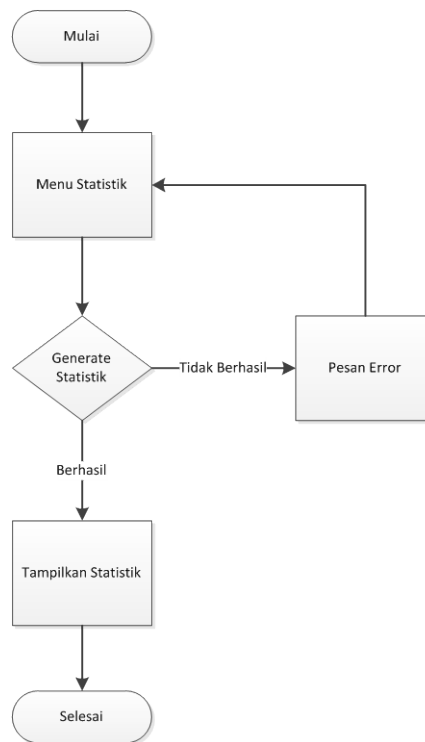 Mulai
Menu Statistik
Generate
Statistik
Tidak Berhasil
Pesan Error
Berhasil
Tampilkan Statistik
Selesai